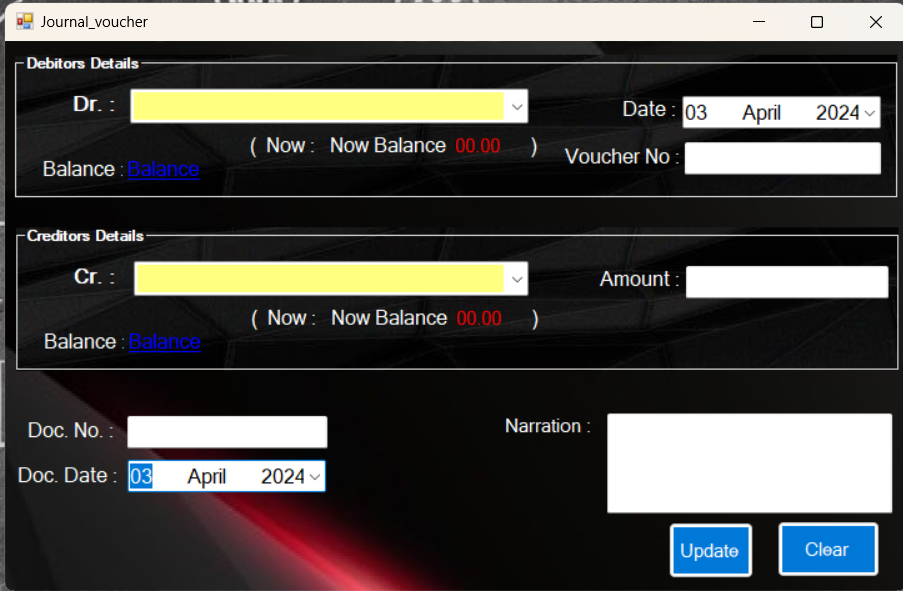 Journal_voucher
Debitors Details
Dr. :
Date : 03 April 2024
( Now : Now Balance 00.00 )
Voucher No :
Balance : Balance
Creditors Details
Cr. :
Amount :
( Now : Now Balance 00.00 )
Balance : Balance
Doc. No. :
Narration :
Doc. Date : 03 April 2024
Update
Clear